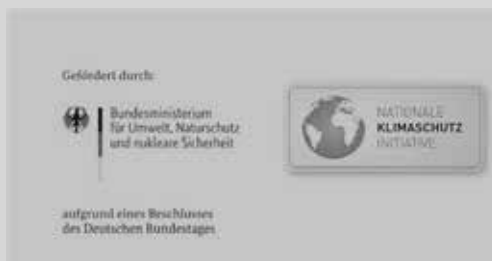 Gefördert durch:
Bundesministerium
für Umwelt, Naturschutz
und nukleare Sicherheit
NATIONALE
KLIMASCHUTZ
INITIATIVE
aufgrund eines Beschlusses
des Deutschen Bundestages